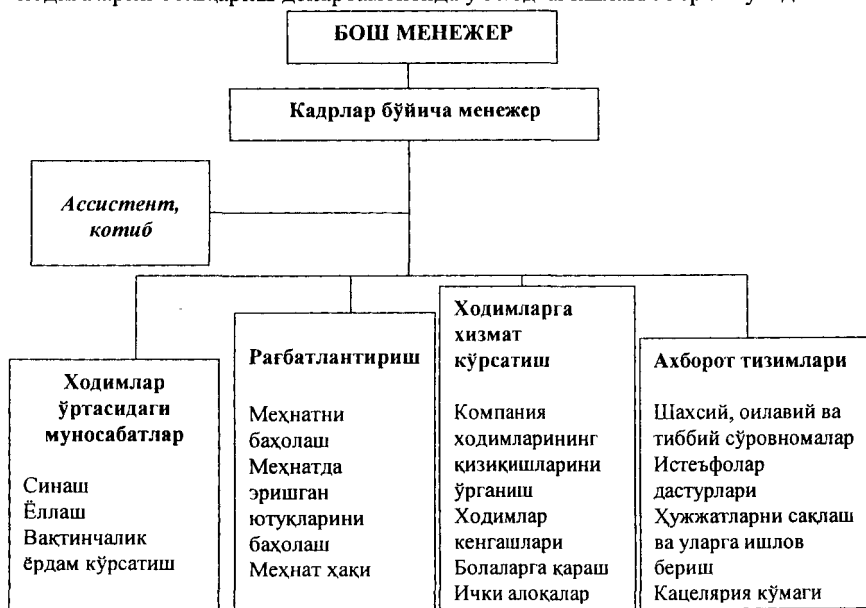 БОШ МЕНЕЖЕР
Кадрлар бўйича менежер
Ассистент,
котиб
Ходимлар
ўртасидаги
муносабатлар
Синаш
Ёллаш
Вақтинчалик
ёрдам кўрсатиш
Рағбатлантириш
Меҳнатни
баҳолаш
Меҳнатда
эришган
ютуқларини
баҳолаш
Меҳнат ҳақи
Ходимларга
хизмат
кўрсатиш
Компания
ходимларининг
қизиқишларини
ўрганиш
Ходимлар
кенгашлари
Болаларга қараш
Ички алоқалар
Ахборот тизимлари
Шахсий, оилавий ва
тиббий сўровномалар
Истеъфолар
дастурлари
Ҳужжатларни сақлаш
ва уларга ишлов
бериш
Кацелярия кўмаги